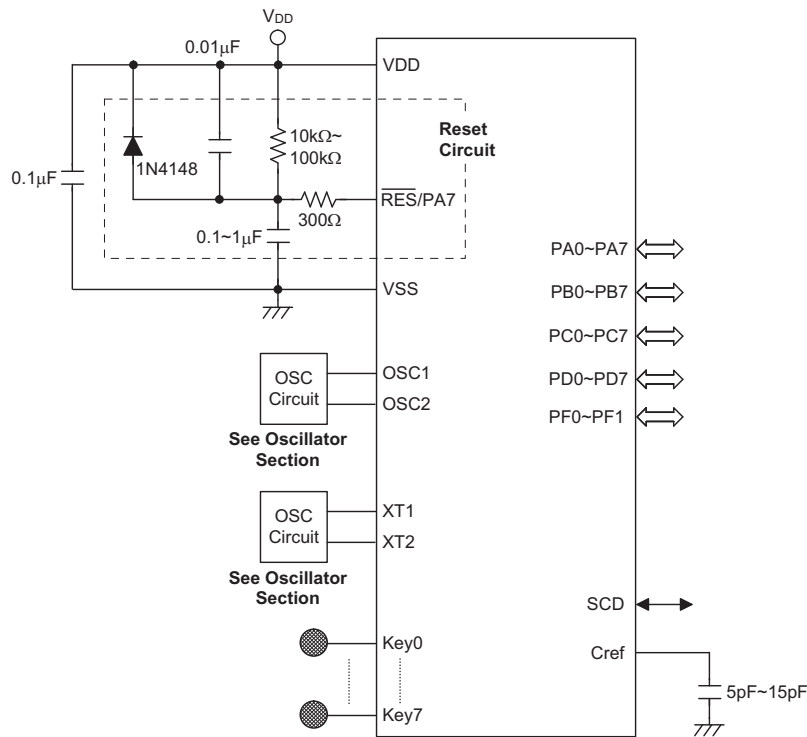 VDD
0.01μF
VDD
Reset
Circuit
10kΩ~
100kΩ
1N4148
0.1μF
300Ω
RES/PA7
0.1~1μF
VSS
PA0~PA7
PB0~PB7
PC0~PC7
PD0~PD7
PF0~PF1
OSC
Circuit
OSC1
OSC2
See Oscillator
Section
OSC
Circuit
XT1
XT2
See Oscillator
Section
SCD
Key0
Cref
5pF~15pF
Key7